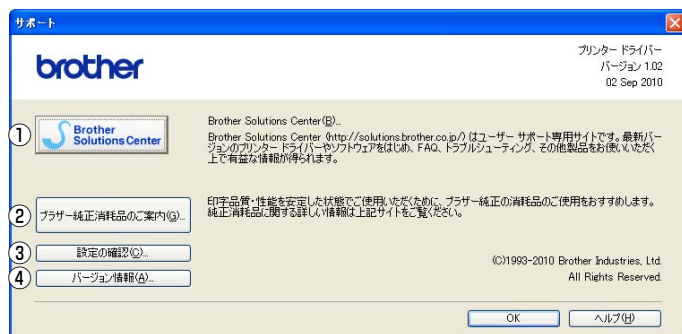 サポート
brother
プリンター ドライバー
バージョン 1.02
02 Sep 2010
①
Brother
Solutions Center
Brother Solutions Center(B)...
Brother Solutions Center (http://solutions.brother.co.jp/) はユーザー サポート専用サイトです。最新バー
ジョンのプリンター ドライバーやソフトウェアをはじめ、FAQ、トラブルシューティング、その他製品をお使いいただく
上で有益な情報が得られます。
②
ブラザー純正消耗品のご案内(G)...
印字品質・性能を安定した状態でご使用いただくために、ブラザー純正の消耗品のご使用をおすすめします。
純正消耗品に関する詳しい情報は上記サイトをご覧ください。
③
設定の確認(C)...
④
バージョン情報(A)...
(C)1993-2010 Brother Industries, Ltd.
All Rights Reserved.
OK
ヘルプ(H)